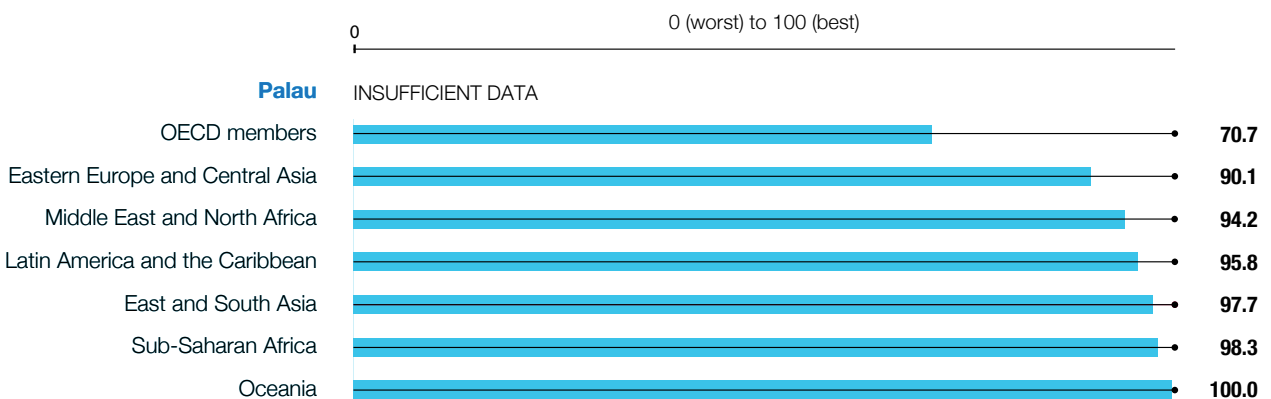 0 (worst) to 100 (best)
0
Palau INSUFFICIENT DATA
OECD members 70.7
Eastern Europe and Central Asia 90.1
Middle East and North Africa 94.2
Latin America and the Caribbean 95.8
East and South Asia 97.7
Sub-Saharan Africa 98.3
Oceania 100.0